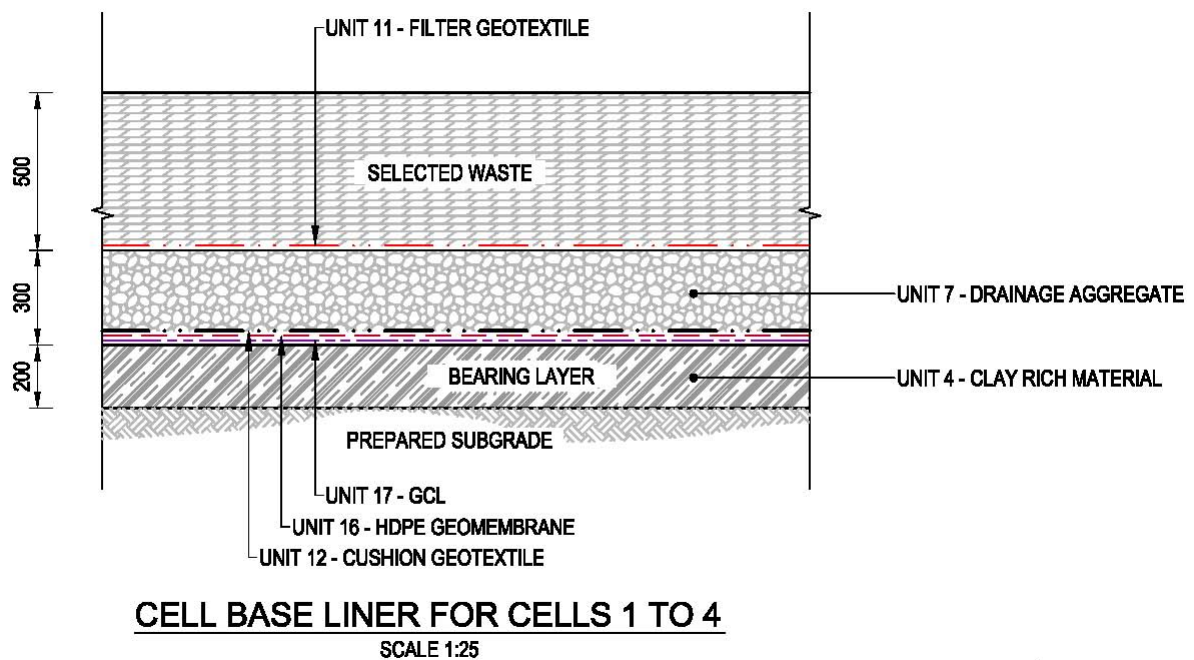 UNIT 11 - FILTER GEOTEXTILE
500
SELECTED WASTE
300
UNIT 7 - DRAINAGE AGGREGATE
200
BEARING LAYER
UNIT 4 - CLAY RICH MATERIAL
PREPARED SUBGRADE
UNIT 17 - GCL
UNIT 16 - HDPE GEOMEMBRANE
UNIT 12 - CUSHION GEOTEXTILE
CELL BASE LINER FOR CELLS 1 TO 4
SCALE 1:25